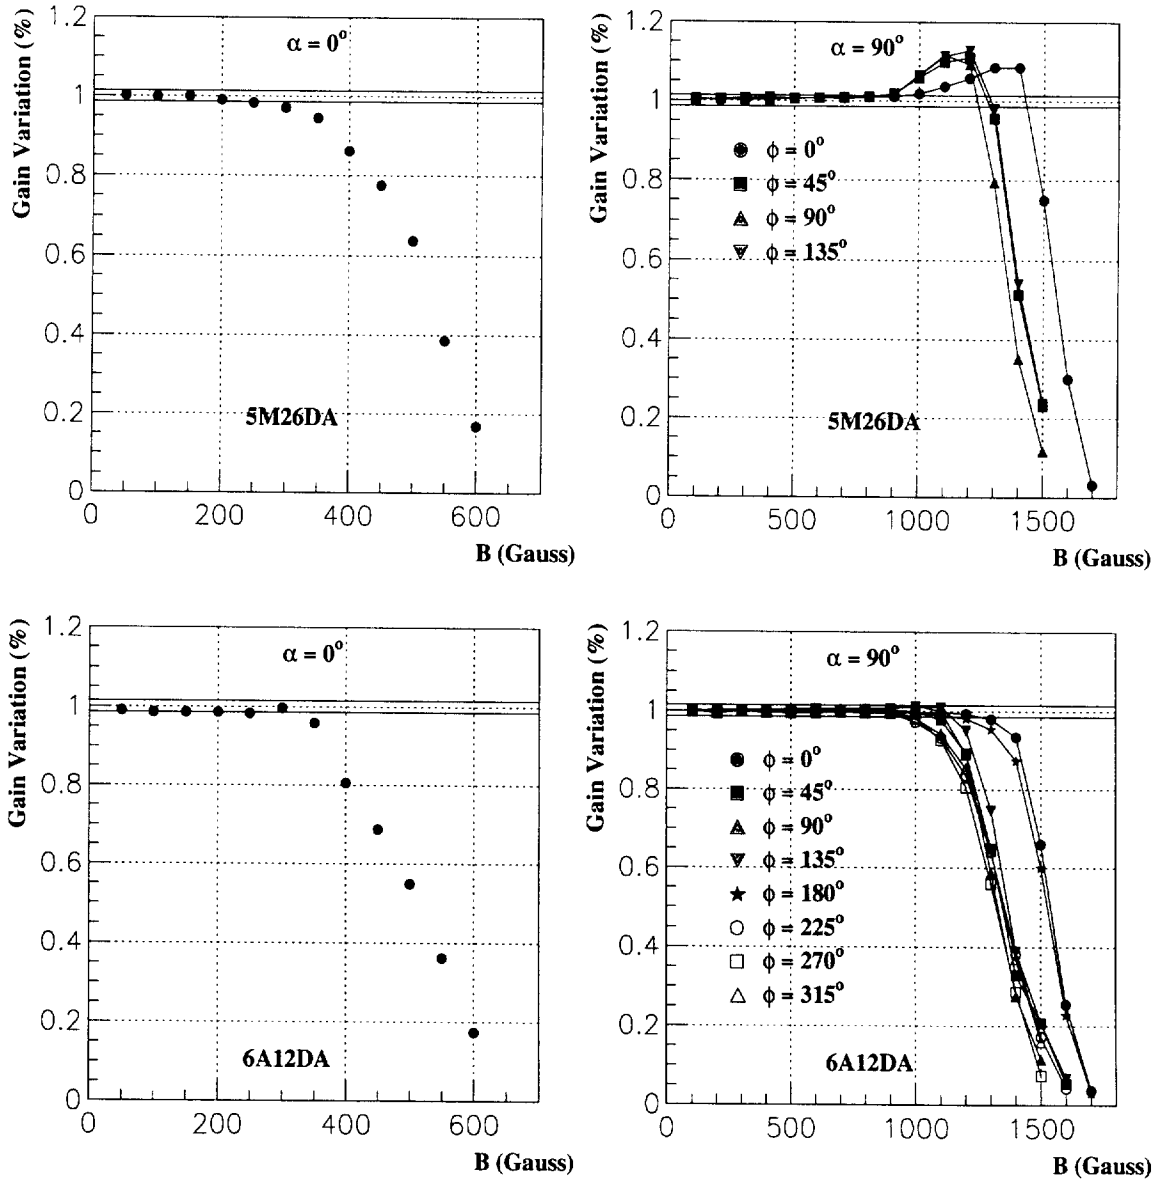 Gain Variation (%)
1.2
1
0.8
0.6
0.4
0.2
0
α = 0°
5M26DA
0 200 400 600
B (Gauss)
Gain Variation (%)
1.2
1
0.8
0.6
0.4
0.2
0
α = 90°
ϕ = 0°
ϕ = 45°
ϕ = 90°
ϕ = 135°
5M26DA
0 500 1000 1500
B (Gauss)
Gain Variation (%)
1.2
1
0.8
0.6
0.4
0.2
0
α = 0°
6A12DA
0 200 400 600
B (Gauss)
Gain Variation (%)
1.2
1
0.8
0.6
0.4
0.2
0
α = 90°
ϕ = 0°
ϕ = 45°
ϕ = 90°
ϕ = 135°
ϕ = 180°
ϕ = 225°
ϕ = 270°
ϕ = 315°
6A12DA
0 500 1000 1500
B (Gauss)